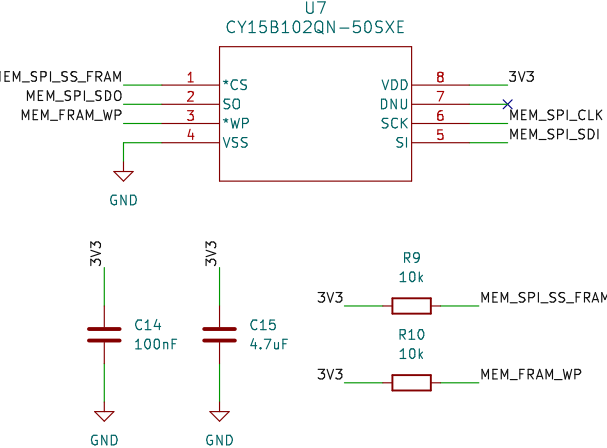 U7
CY15B102QN-50SXE
MEM_SPI_SS_FRAM 1 *CS VDD 8 3V3
MEM_SPI_SDO 2 SO DNU 7
MEM_FRAM_WP 3 *WP SCK 6 MEM_SPI_CLK
4 VSS SI 5 MEM_SPI_SDI
GND
3V3 3V3
C14 C15
100nF 4.7uF
GND GND
R9
10k
3V3 MEM_SPI_SS_FRAM
R10
10k
3V3 MEM_FRAM_WP